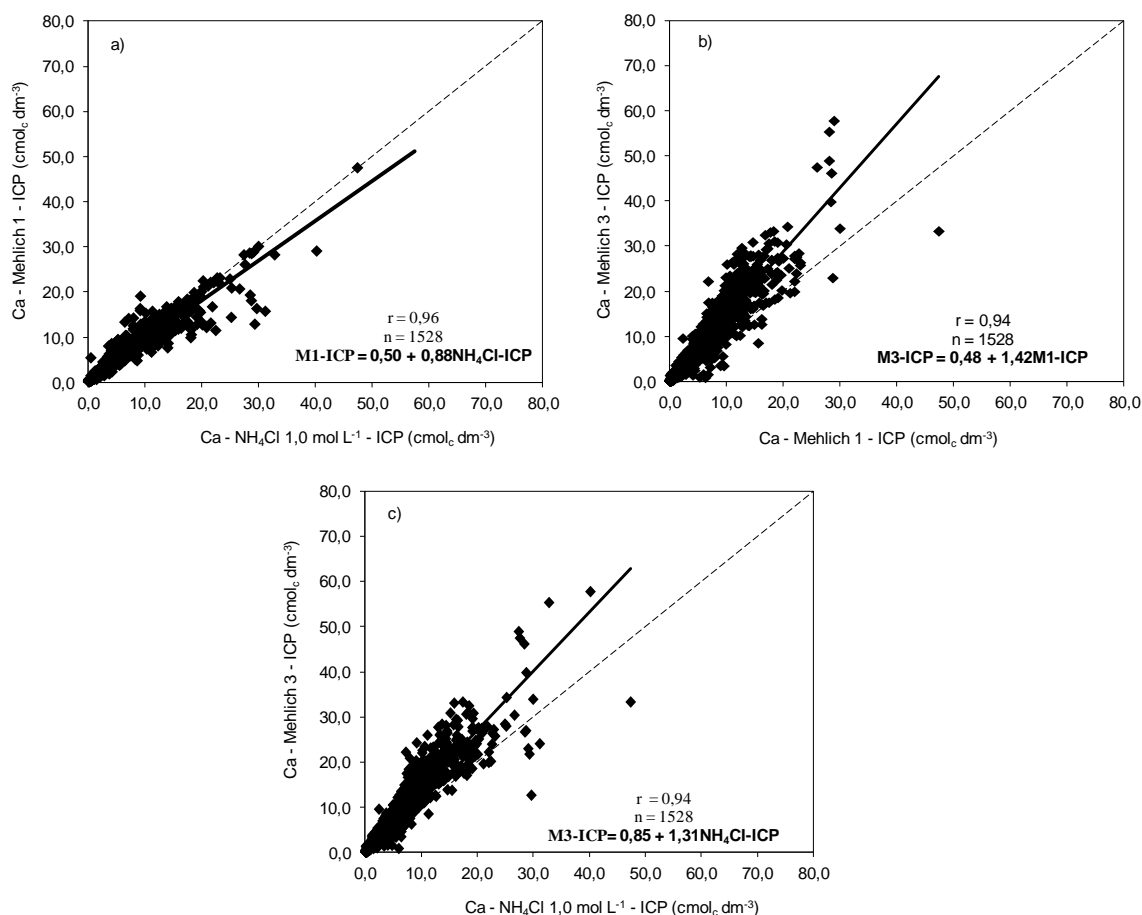 a)
Ca - Mehlich 1 - ICP (cmol_c dm⁻³)
80,0
70,0
60,0
50,0
40,0
30,0
20,0
10,0
0,0
r = 0,96
n = 1528
M1-ICP = 0,50 + 0,88NH₄Cl-ICP
0,0 10,0 20,0 30,0 40,0 50,0 60,0 70,0 80,0
Ca - NH₄Cl 1,0 mol L⁻¹ - ICP (cmol_c dm⁻³)
b)
Ca - Mehlich 3 - ICP (cmol_c dm⁻³)
80,0
70,0
60,0
50,0
40,0
30,0
20,0
10,0
0,0
r = 0,94
n = 1528
M3-ICP = 0,48 + 1,42M1-ICP
0,0 10,0 20,0 30,0 40,0 50,0 60,0 70,0 80,0
Ca - Mehlich 1 - ICP (cmol_c dm⁻³)
c)
Ca - Mehlich 3 - ICP (cmol_c dm⁻³)
80,0
70,0
60,0
50,0
40,0
30,0
20,0
10,0
0,0
r = 0,94
n = 1528
M3-ICP= 0,85 + 1,31NH₄Cl-ICP
0,0 10,0 20,0 30,0 40,0 50,0 60,0 70,0 80,0
Ca - NH₄Cl 1,0 mol L⁻¹ - ICP (cmol_c dm⁻³)